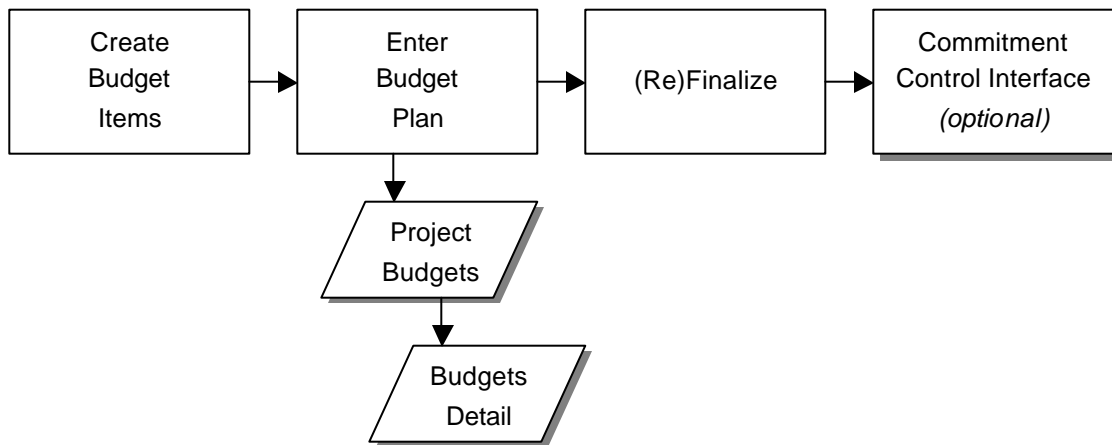 Create
Budget
Items
Enter
Budget
Plan
(Re)Finalize
Commitment
Control Interface
(optional)
Project
Budgets
Budgets
Detail